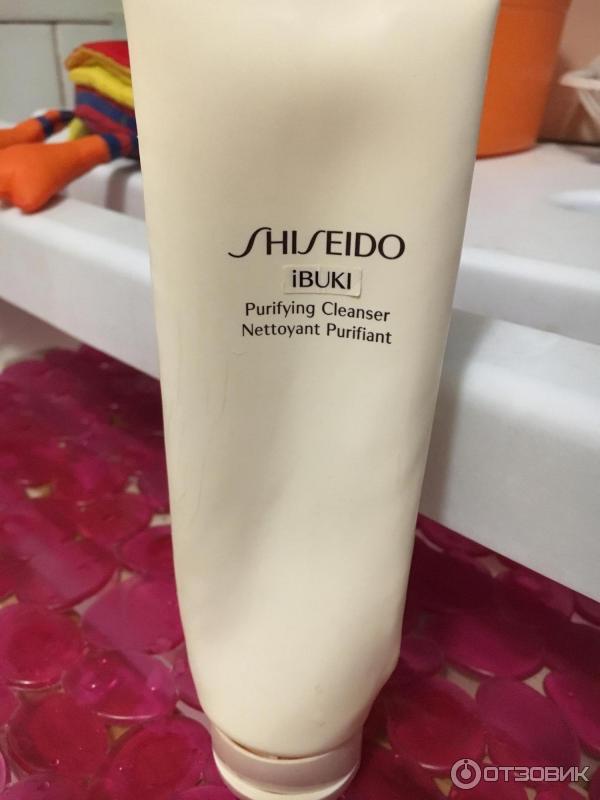 SHISEIDO
iBUKI
Purifying Cleanser
Nettoyant Purifiant
ОТЗОВИК